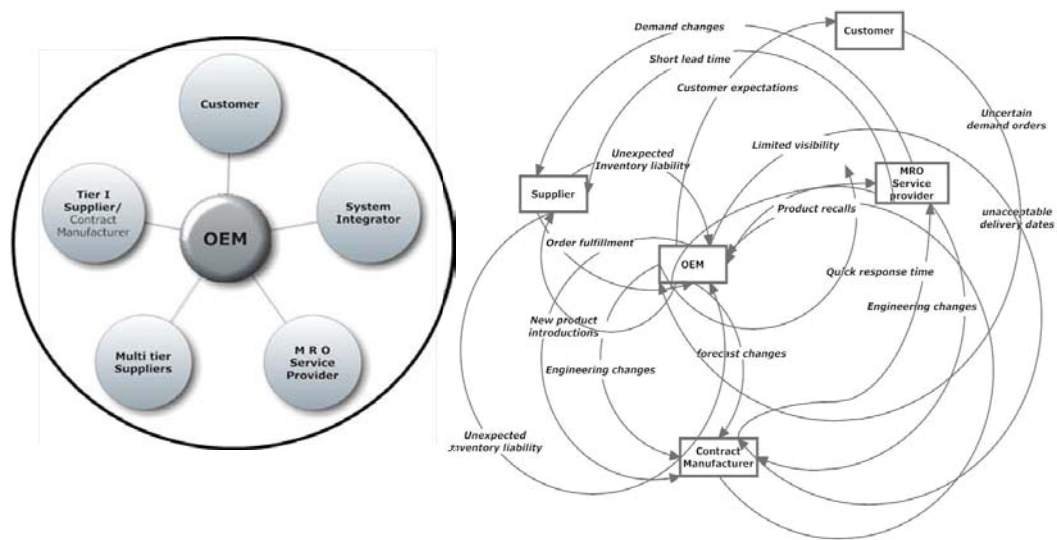 Customer
Tier I
Supplier/
Contract
Manufacturer
OEM
System
Integrator
Multi tier
Suppliers
M R O
Service
Provider
Demand changes
Customer
Short lead time
Customer expectations
Uncertain
demand orders
Limited visibility
Unexpected
Inventory liability
Supplier
MRO
Service
provider
Product recalls
unacceptable
delivery dates
Order fulfillment
OEM
Quick response time
Engineering changes
New product
introductions
forecast changes
Engineering changes
Unexpected
Inventory liability
Contract
Manufacturer